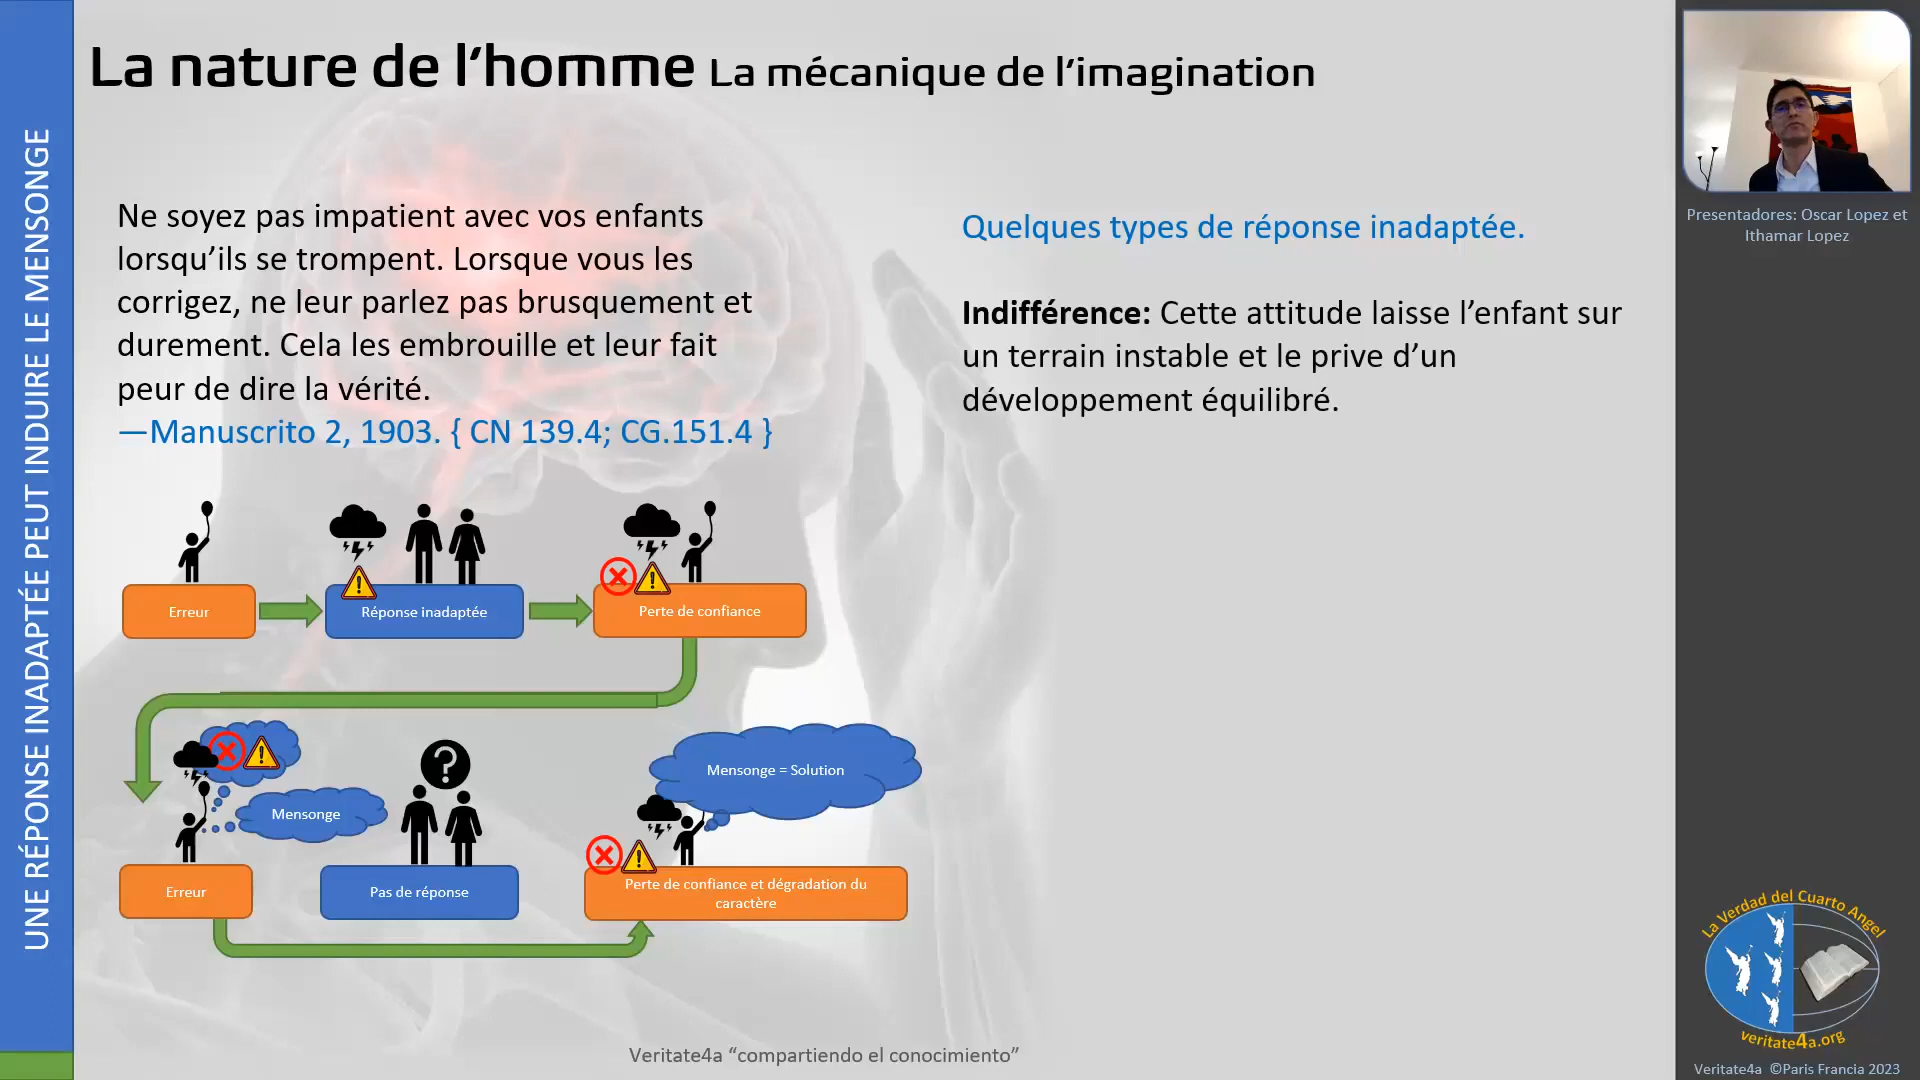 UNE RÉPONSE INADAPTÉE PEUT INDUIRE LE MENSONGE
La nature de l’homme La mécanique de l’imagination
Ne soyez pas impatient avec vos enfants
lorsqu’ils se trompent. Lorsque vous les
corrigez, ne leur parlez pas brusquement et
durement. Cela les embrouille et leur fait
peur de dire la vérité.
—Manuscrito 2, 1903. { CN 139.4; CG.151.4 }
Quelques types de réponse inadaptée.
Indifférence: Cette attitude laisse l’enfant sur
un terrain instable et le prive d’un
développement équilibré.
Erreur
Réponse inadaptée
Perte de confiance
Mensonge
?
Mensonge = Solution
Erreur
Pas de réponse
Perte de confiance et dégradation du
caractère
Veritate4a “compartiendo el conocimiento”
Presentadores: Oscar Lopez et
Ithamar Lopez
La Verdad del Cuarto Angel
veritate4a.org
Veritate4a ©Paris Francia 2023